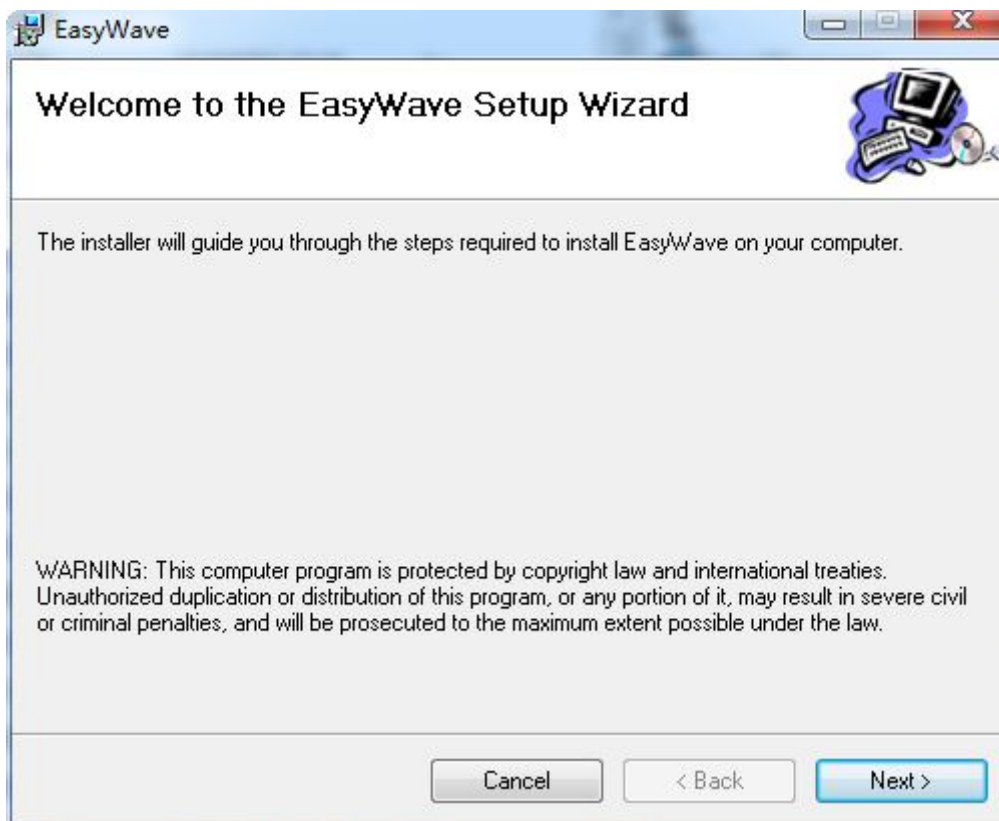 EasyWave
Welcome to the EasyWave Setup Wizard
The installer will guide you through the steps required to install EasyWave on your computer.
WARNING: This computer program is protected by copyright law and international treaties.
Unauthorized duplication or distribution of this program, or any portion of it, may result in severe civil
or criminal penalties, and will be prosecuted to the maximum extent possible under the law.
Cancel
< Back
Next >